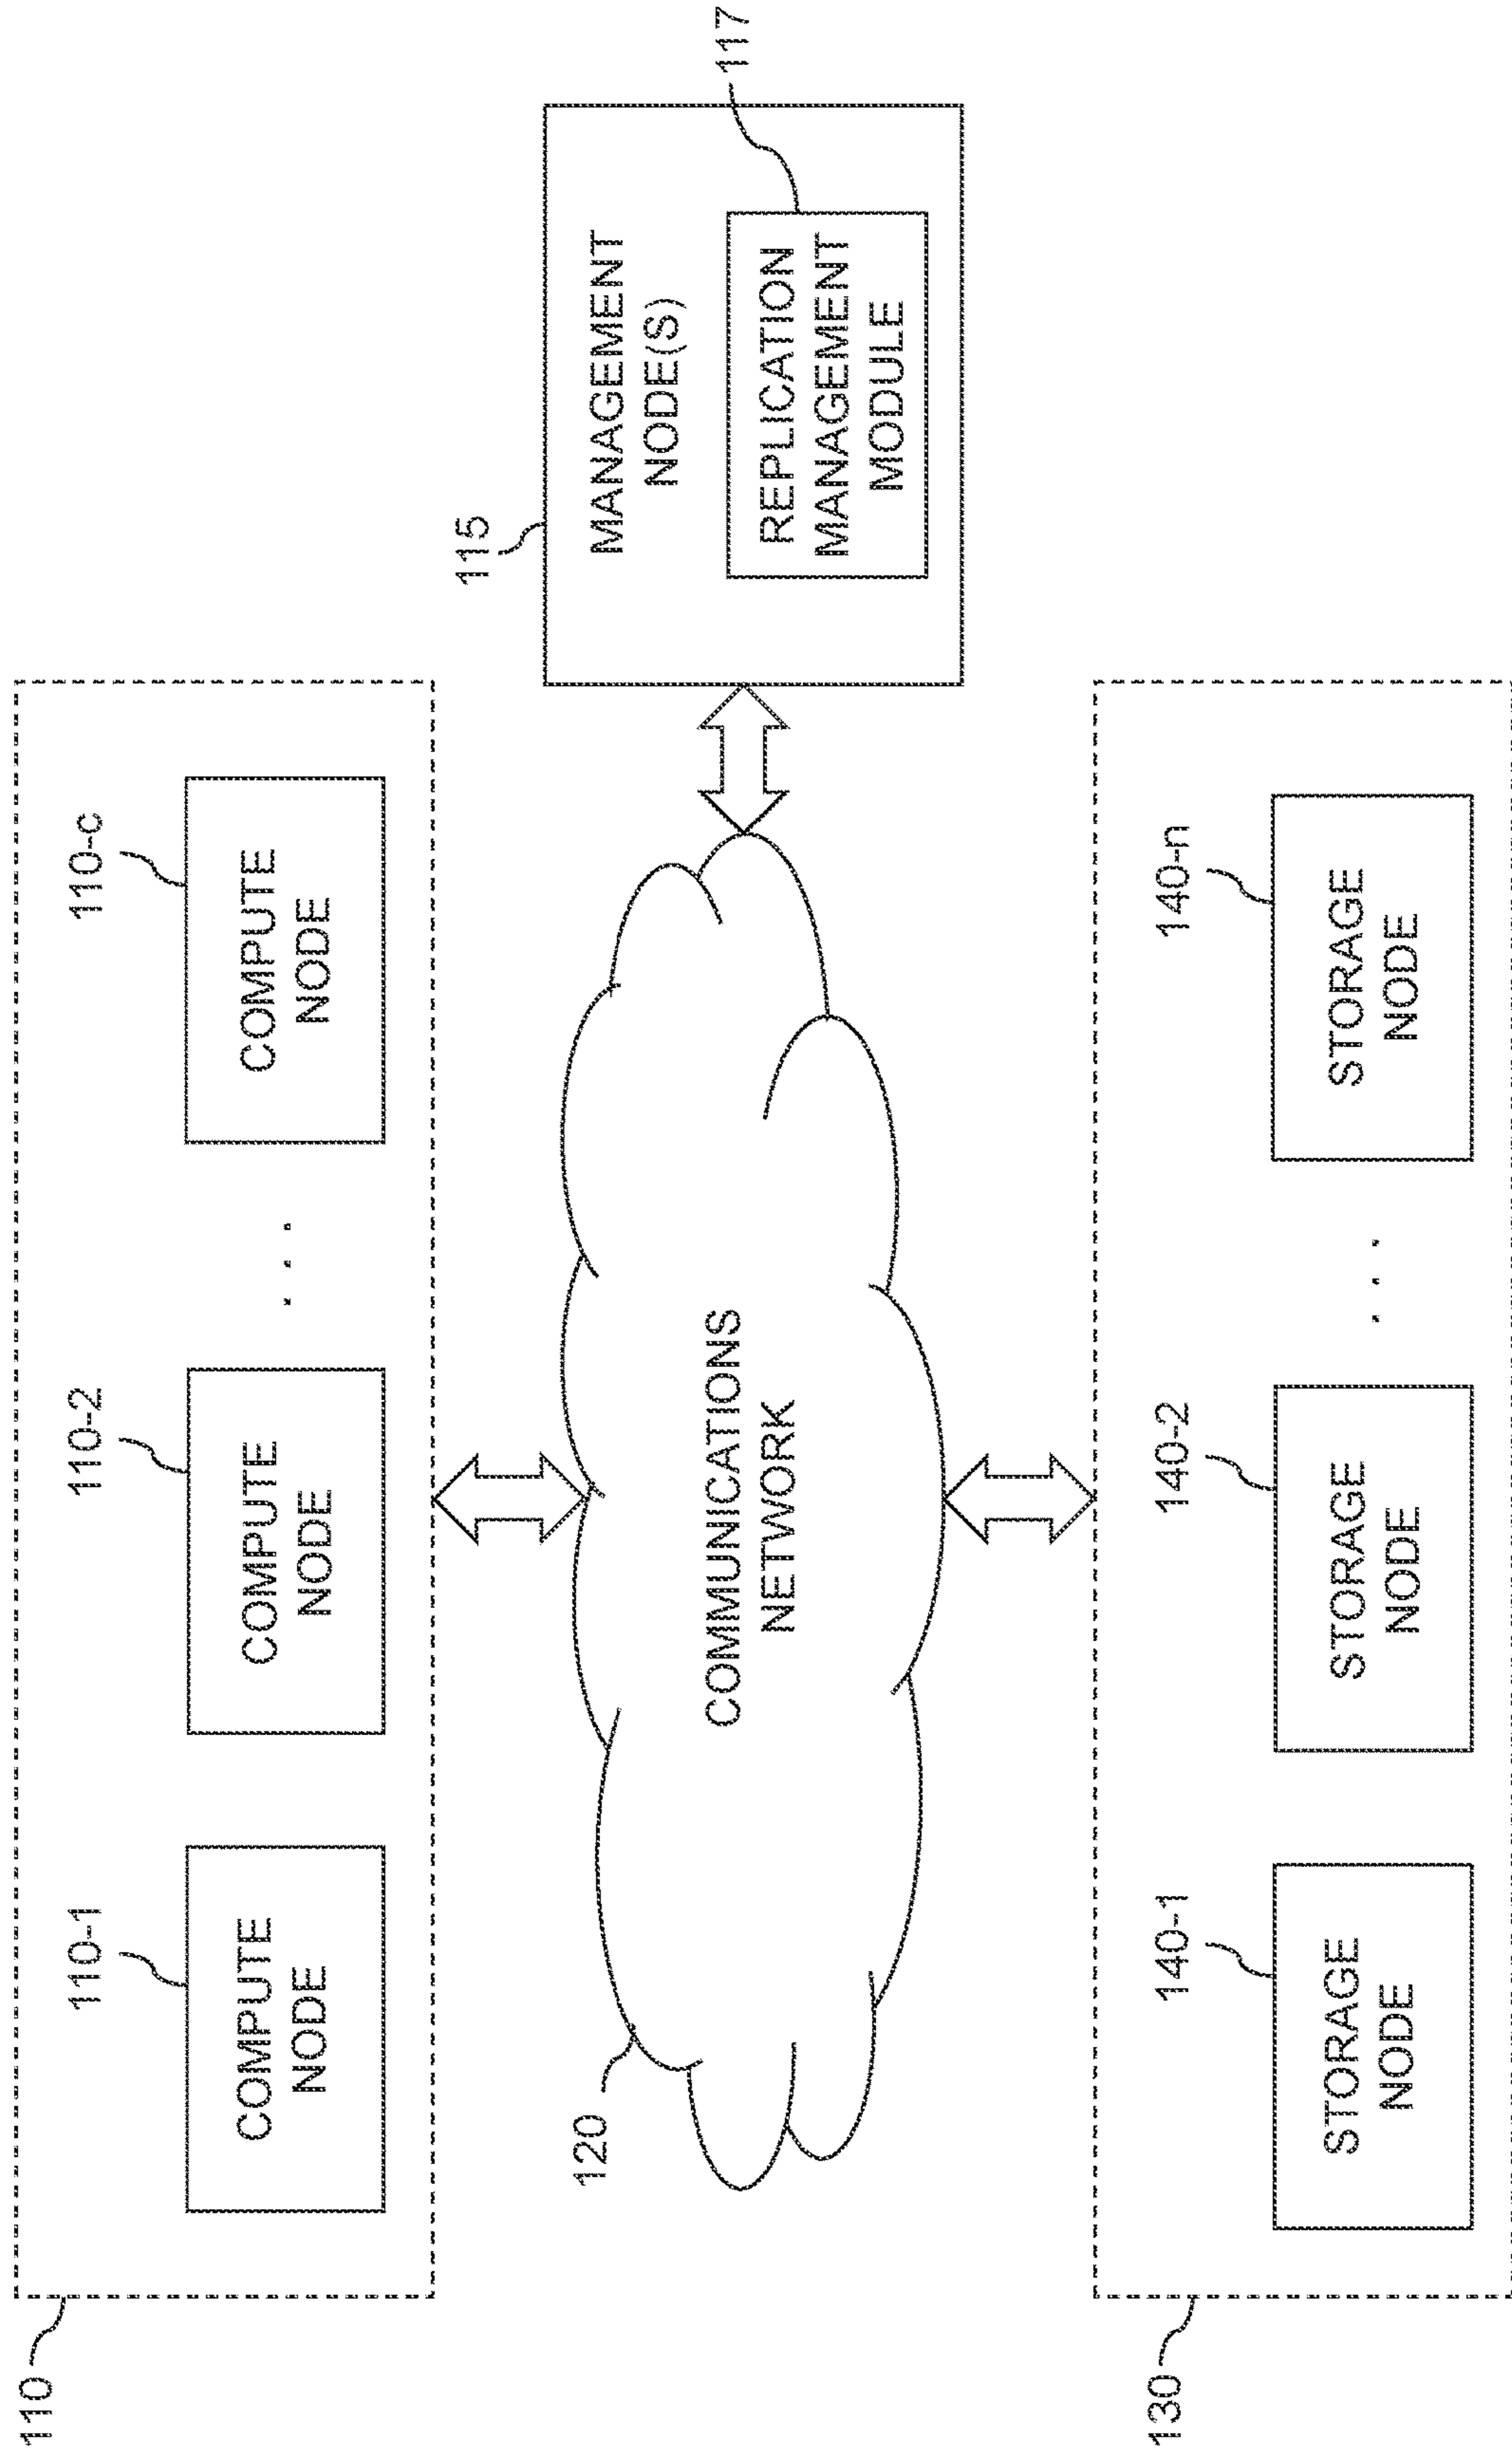 110
110-1
COMPUTE
NODE
110-2
COMPUTE
NODE
. . .
110-c
COMPUTE
NODE
120
COMMUNICATIONS
NETWORK
115
MANAGEMENT
NODE(S)
117
REPLICATION
MANAGEMENT
MODULE
130
140-1
STORAGE
NODE
140-2
STORAGE
NODE
. . .
140-n
STORAGE
NODE